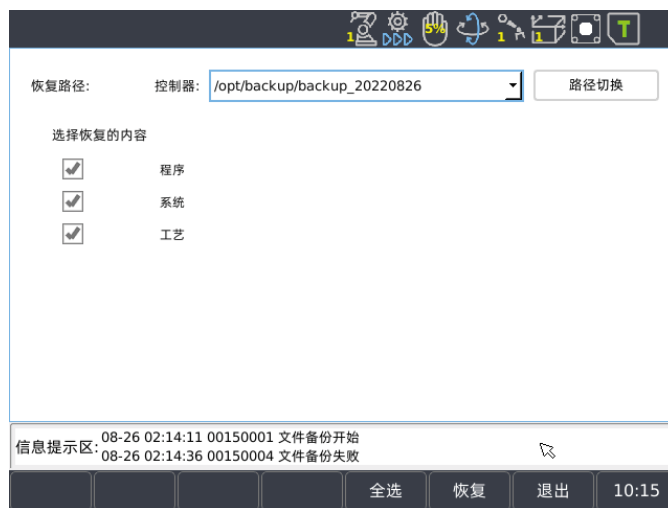 1 5% 1 1 T
恢复路径: 控制器: /opt/backup/backup_20220826 路径切换
选择恢复的内容
程序
系统
工艺
信息提示区:
08-26 02:14:11 00150001 文件备份开始
08-26 02:14:36 00150004 文件备份失败
全选 恢复 退出 10:15